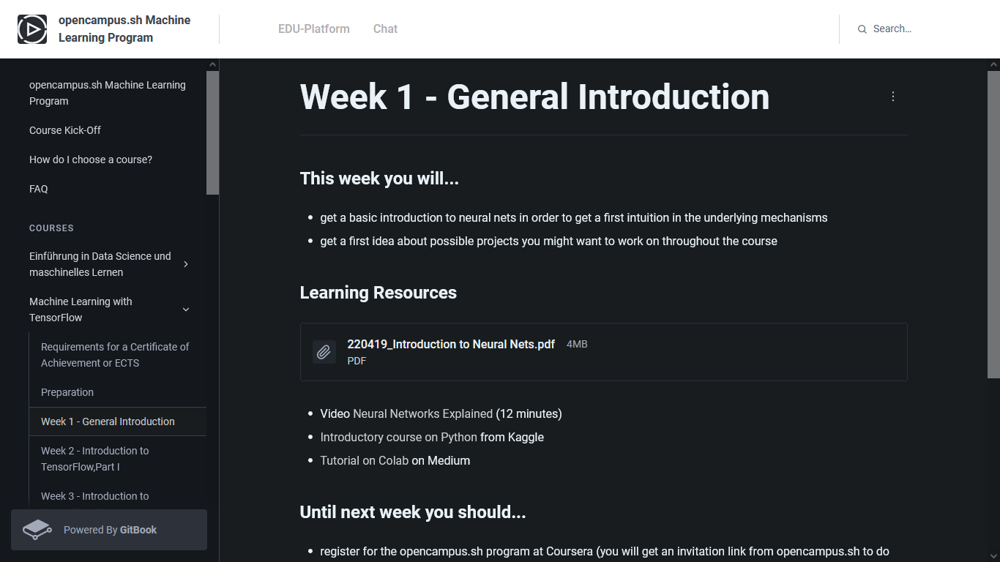 opencampus.sh Machine
Learning Program
EDU-Platform
Chat
Search…
opencampus.sh Machine Learning
Program
Course Kick-Off
How do I choose a course?
FAQ
COURSES
Einführung in Data Science und
maschinelles Lernen
Machine Learning with
TensorFlow
Requirements for a Certificate of
Achievement or ECTS
Preparation
Week 1 - General Introduction
Week 2 - Introduction to
TensorFlow,Part I
Week 3 - Introduction to
Powered By GitBook
Week 1 - General Introduction
This week you will...
get a basic introduction to neural nets in order to get a first intuition in the underlying mechanisms
get a first idea about possible projects you might want to work on throughout the course
Learning Resources
220419_Introduction to Neural Nets.pdf 4MB
PDF
Video Neural Networks Explained (12 minutes)
Introductory course on Python from Kaggle
Tutorial on Colab on Medium
Until next week you should...
register for the opencampus.sh program at Coursera (you will get an invitation link from opencampus.sh to do